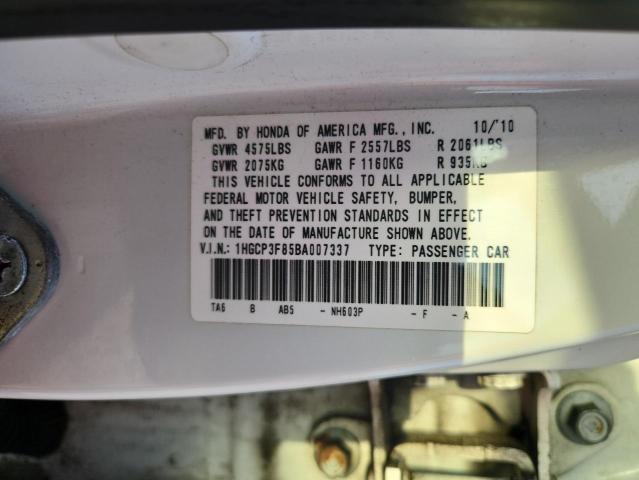 MFD. BY HONDA OF AMERICA MFG., INC. 10/'10
GVWR 4575LBS GAWR F 2557LBS R 2061LBS
GVWR 2075KG GAWR F 1160KG R 935KG
THIS VEHICLE CONFORMS TO ALL APPLICABLE
FEDERAL MOTOR VEHICLE SAFETY, BUMPER,
AND THEFT PREVENTION STANDARDS IN EFFECT
ON THE DATE OF MANUFACTURE SHOWN ABOVE.
V.I.N.: 1HGCP3F85BA007337 TYPE: PASSENGER CAR
TA6 B AB5 - NH603P - F - A